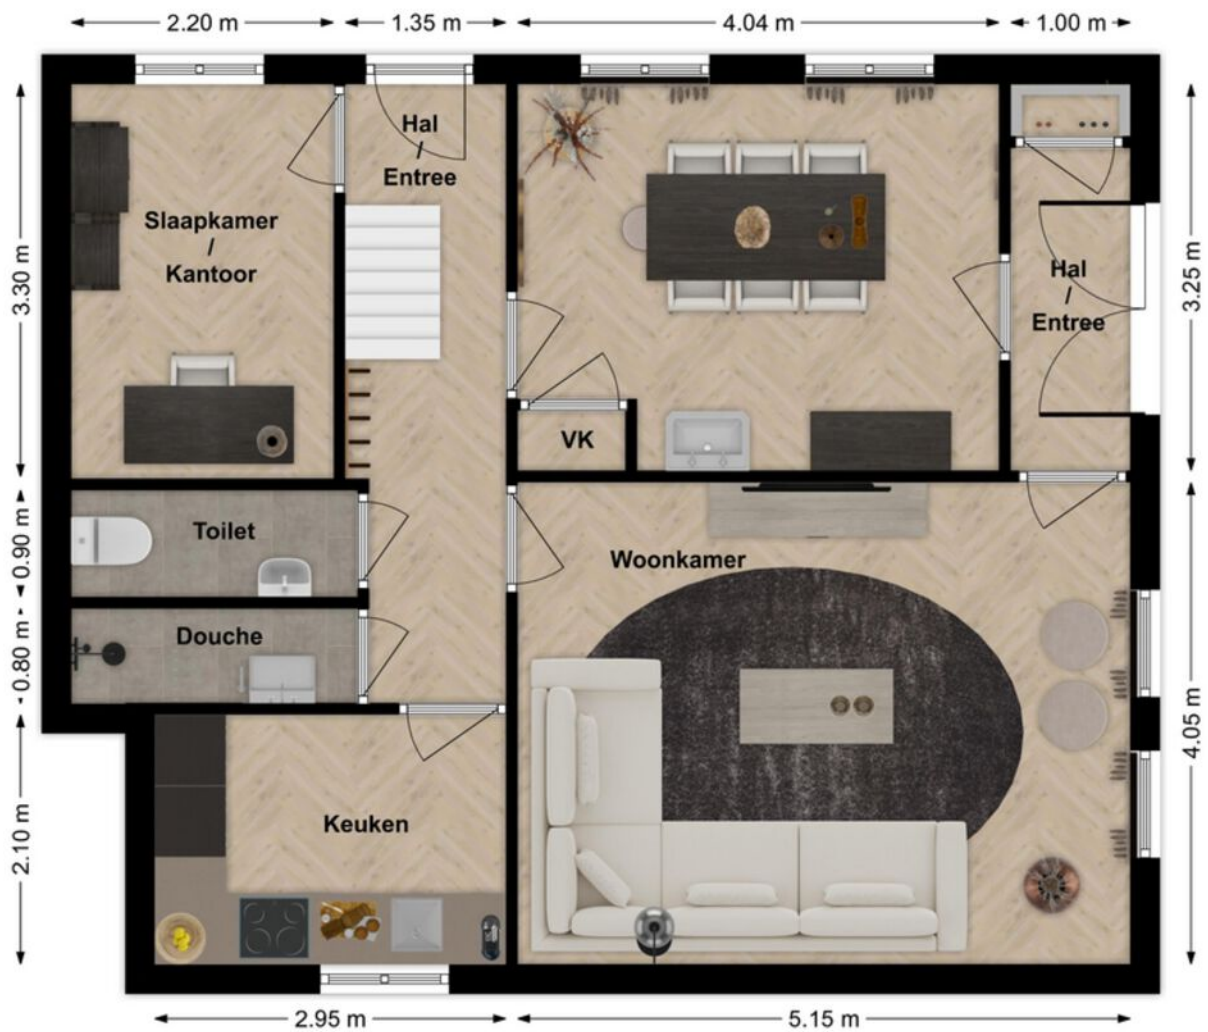 2.20 m
1.35 m
4.04 m
1.00 m
Hal
/
Entree
Slaapkamer
/
Kantoor
3.30 m
3.25 m
Hal
/
Entree
VK
Toilet
0.90 m
Woonkamer
Douche
0.80 m
4.05 m
Keuken
2.10 m
2.95 m
5.15 m